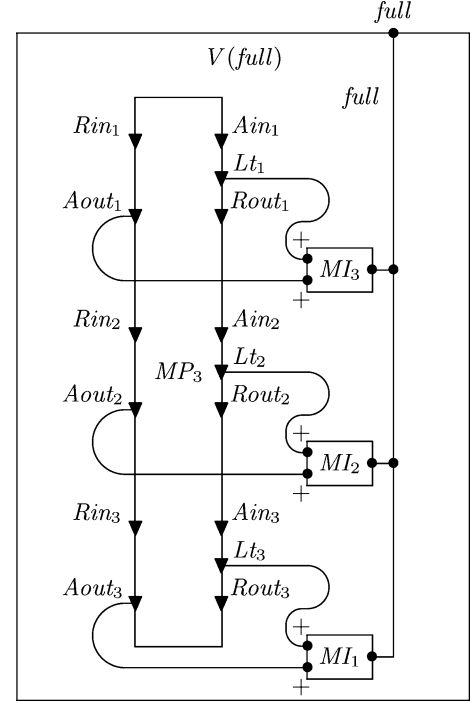 full
V(full)
full
Rin₁ Ain₁
Lt₁
Aout₁ Rout₁
+
MI₃
+
Rin₂ Ain₂
Lt₂
MP₃
Aout₂ Rout₂
+
MI₂
+
Rin₃ Ain₃
Lt₃
Aout₃ Rout₃
+
MI₁
+